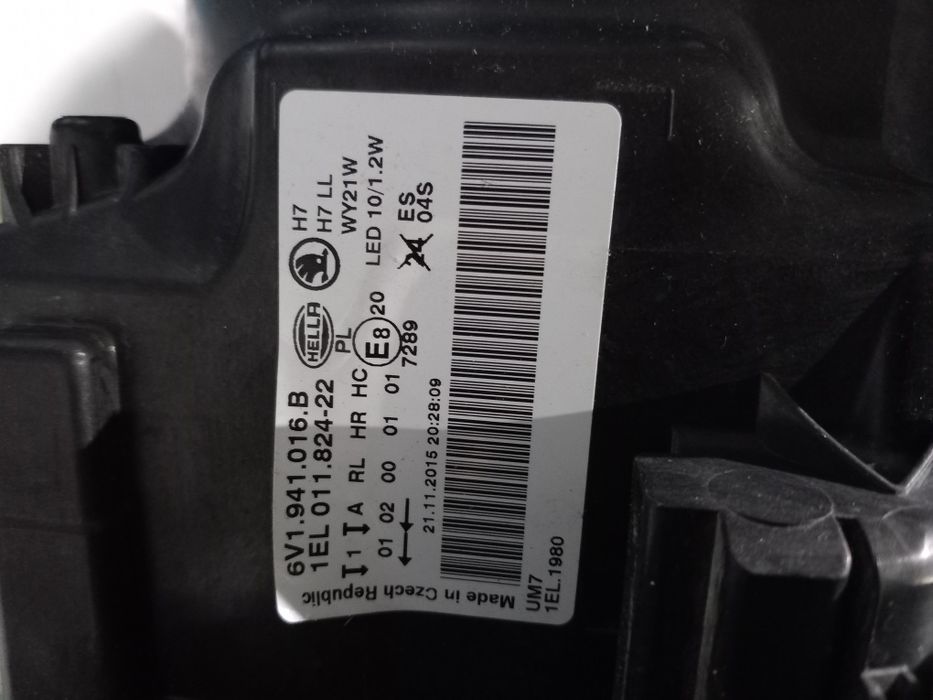 6V1.941.016.B
1EL 011.824-22
HELLA
H7
H7 LL
PL
WY21W
1 A RL HR HC
E8 20
LED 10/1.2W
01 02 00 01 01
7289
24 ES
04S
21.11.2015 20:28:09
Made in Czech Republic
UM7
1EL.1980